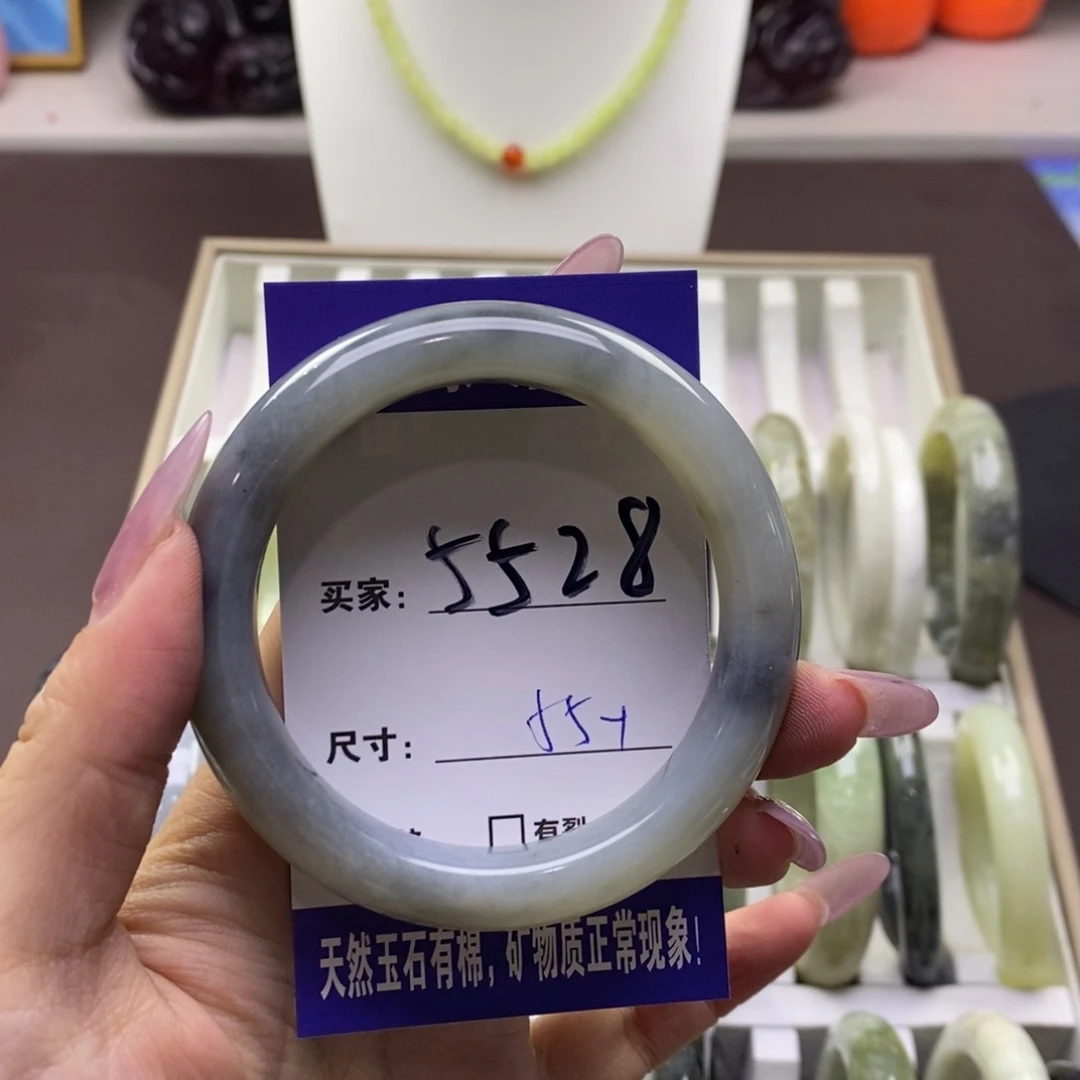 买家: 5528
尺寸: 55
□有裂
天然玉石有棉, 矿物质正常现象!